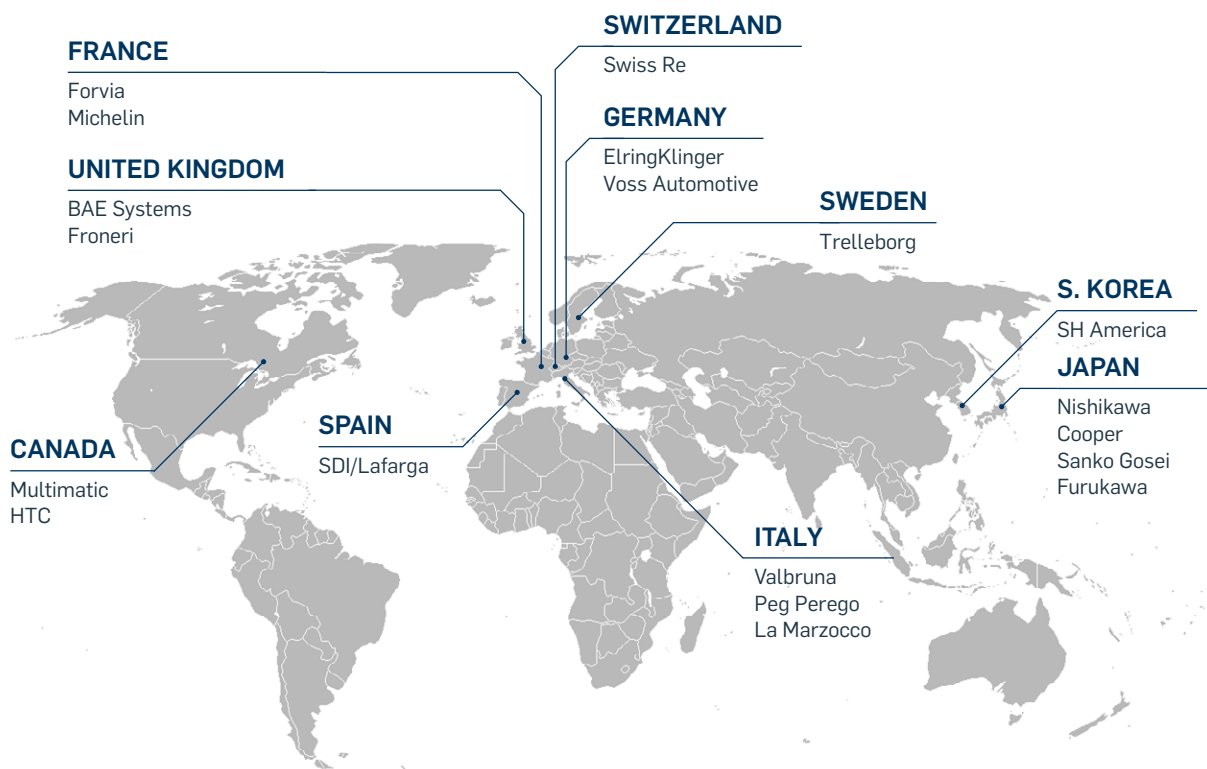 FRANCE
Forvia
Michelin
SWITZERLAND
Swiss Re
GERMANY
ElringKlinger
Voss Automotive
UNITED KINGDOM
BAE Systems
Froneri
SWEDEN
Trelleborg
S. KOREA
SH America
JAPAN
Nishikawa
Cooper
Sanko Gosei
Furukawa
SPAIN
SDI/Lafarga
CANADA
Multimatic
HTC
ITALY
Valbruna
Peg Perego
La Marzocco